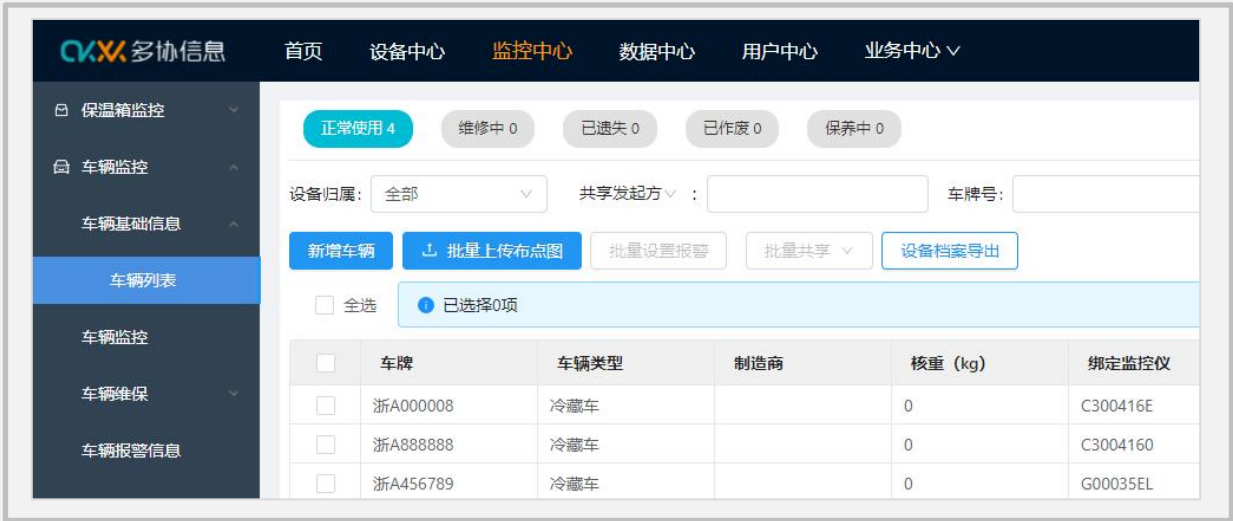 多协信息 首页 设备中心 监控中心 数据中心 用户中心 业务中心
保温箱监控
车辆监控
车辆基础信息
车辆列表
车辆监控
车辆维保
车辆报警信息
正常使用 4 维修中 0 已遗失 0 已作废 0 保养中 0
设备归属: 全部 共享发起方 : 车牌号:
新增车辆 批量上传布点图 批量设置报警 批量共享 设备档案导出
全选 已选择0项
车牌 车辆类型 制造商 核重（kg） 绑定监控仪
浙A000008 冷藏车 0 C300416E
浙A888888 冷藏车 0 C3004160
浙A456789 冷藏车 0 G00035EL